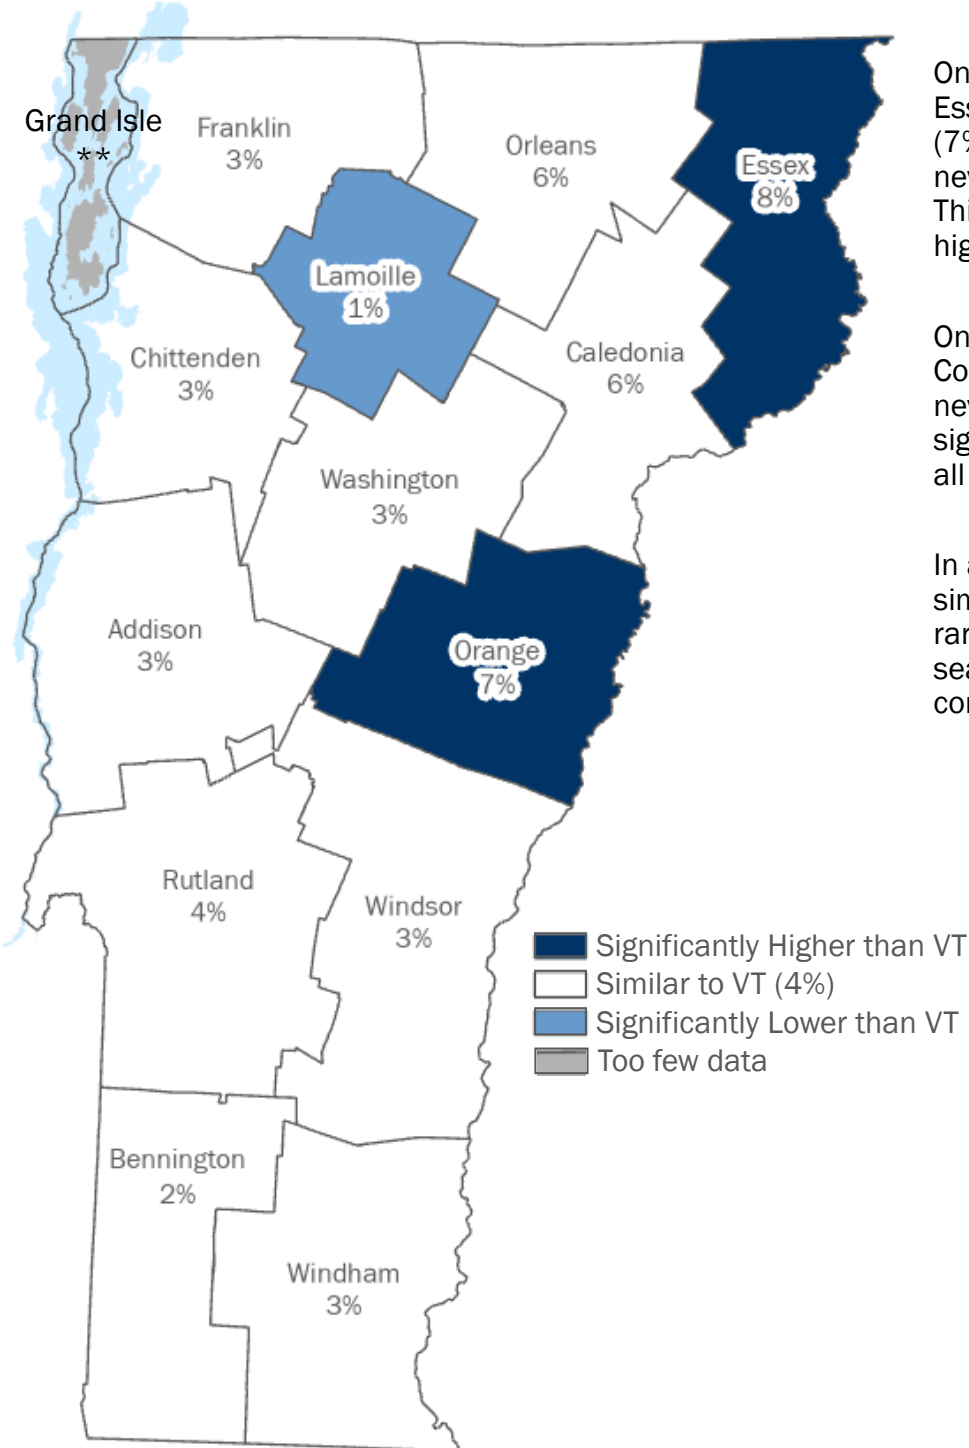 Grand Isle
**
Franklin
3%
Orleans
6%
Essex
8%
Lamoille
1%
Chittenden
3%
Caledonia
6%
Washington
3%
Addison
3%
Orange
7%
Rutland
4%
Windsor
3%
Bennington
2%
Windham
3%
Significantly Higher than VT
Similar to VT (4%)
Significantly Lower than VT
Too few data
On
Ess
(7%
nev
Thi
hig
On
Co
nev
sig
all
In a
sim
rar
sea
cor